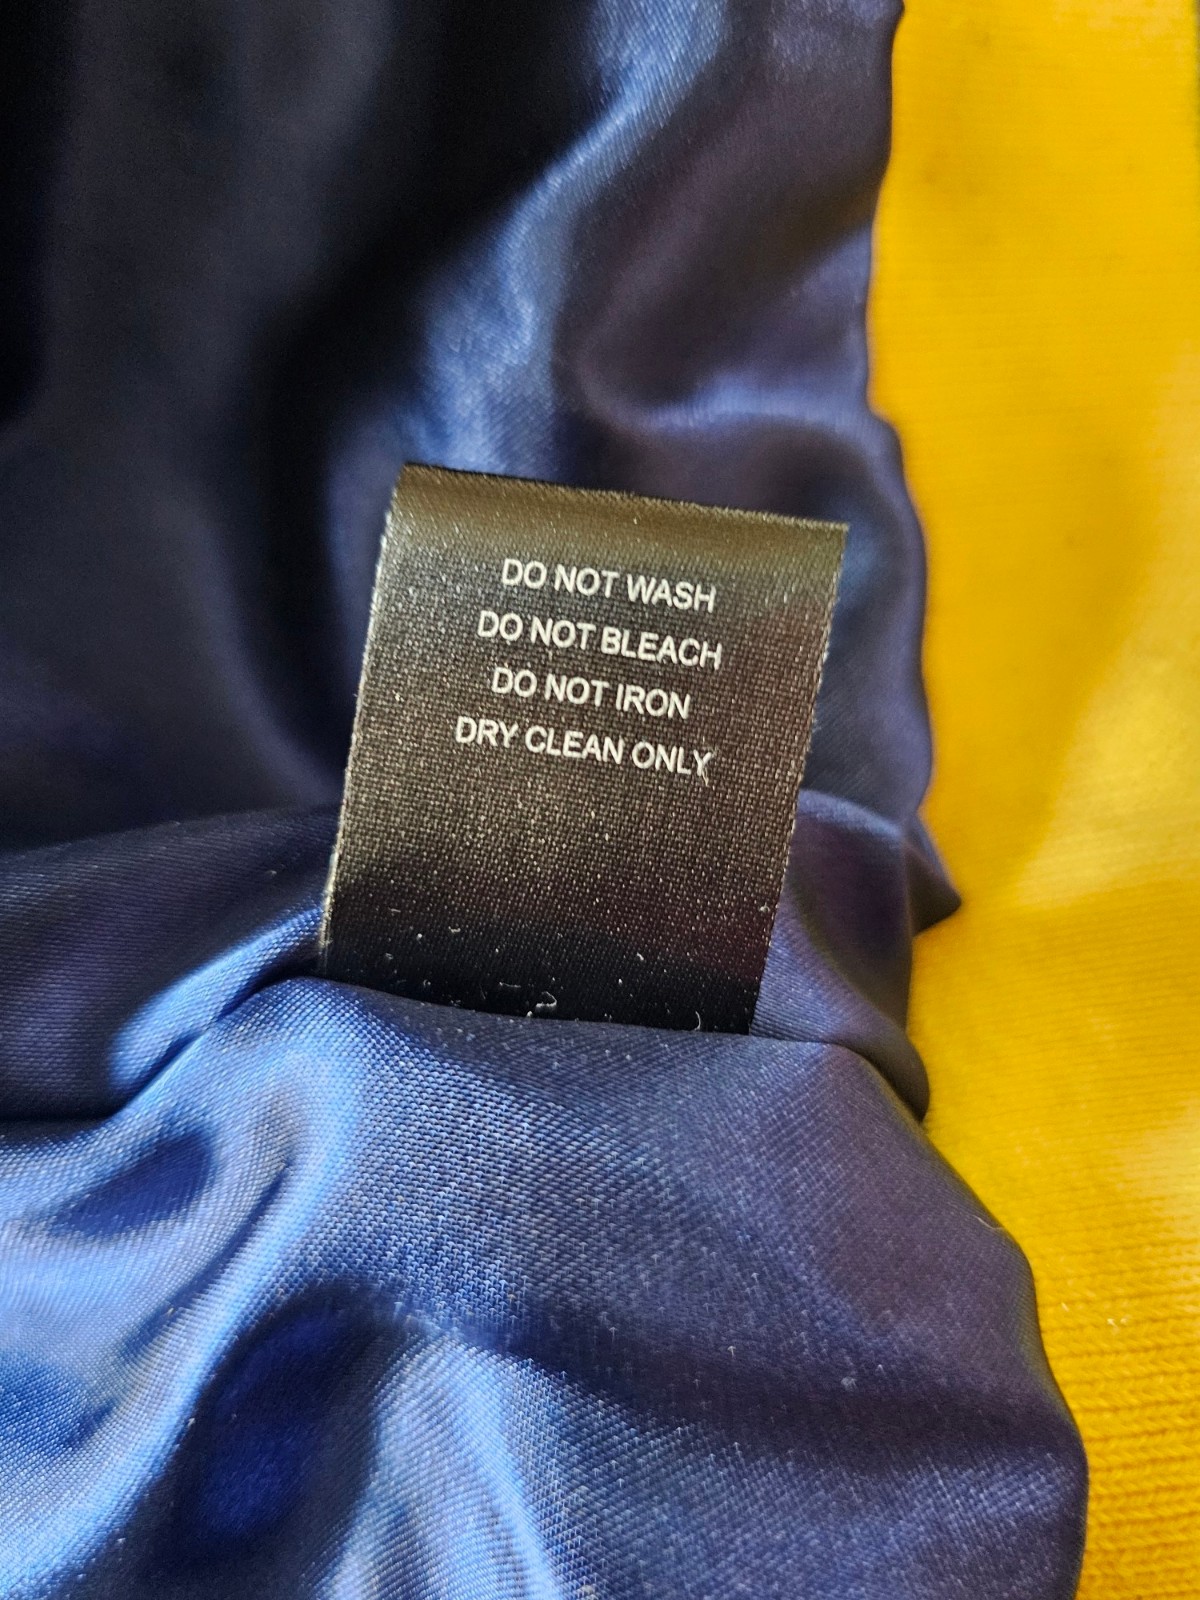 DO NOT WASH
DO NOT BLEACH
DO NOT IRON
DRY CLEAN ONLY